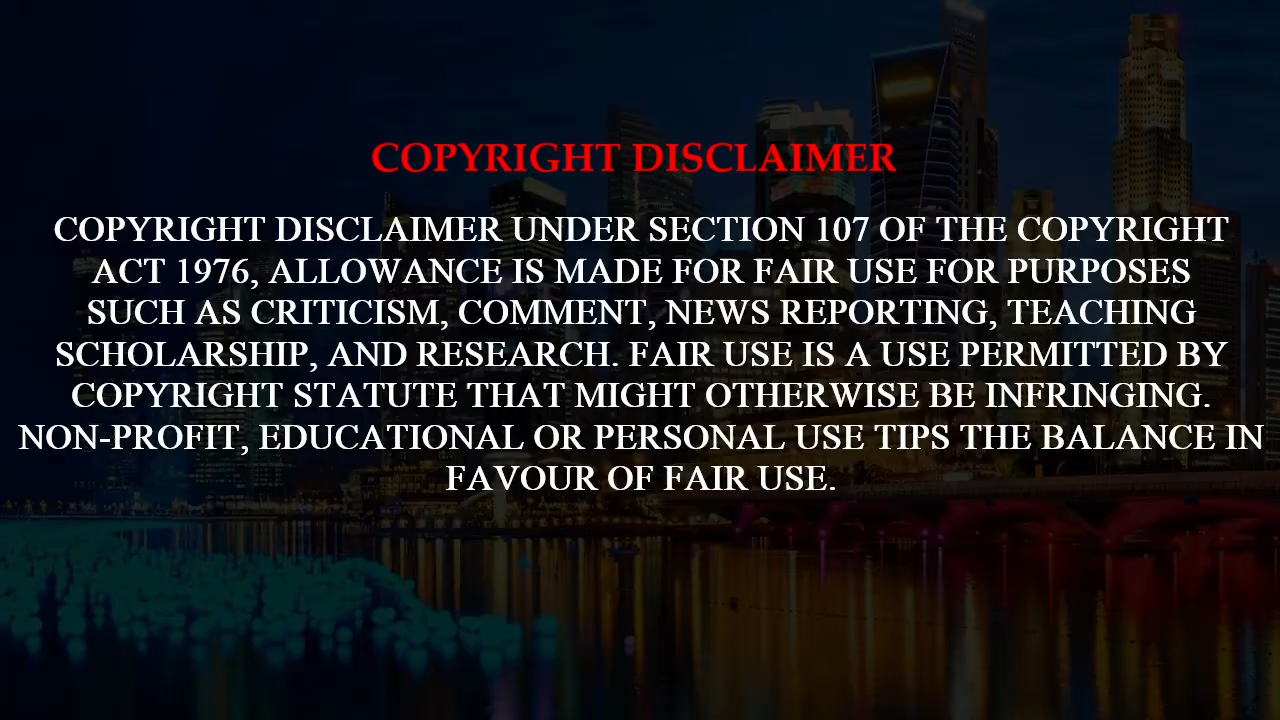 COPYRIGHT DISCLAIMER
COPYRIGHT DISCLAIMER UNDER SECTION 107 OF THE COPYRIGHT
ACT 1976, ALLOWANCE IS MADE FOR FAIR USE FOR PURPOSES
SUCH AS CRITICISM, COMMENT, NEWS REPORTING, TEACHING
SCHOLARSHIP, AND RESEARCH. FAIR USE IS A USE PERMITTED BY
COPYRIGHT STATUTE THAT MIGHT OTHERWISE BE INFRINGING.
NON-PROFIT, EDUCATIONAL OR PERSONAL USE TIPS THE BALANCE IN
FAVOUR OF FAIR USE.